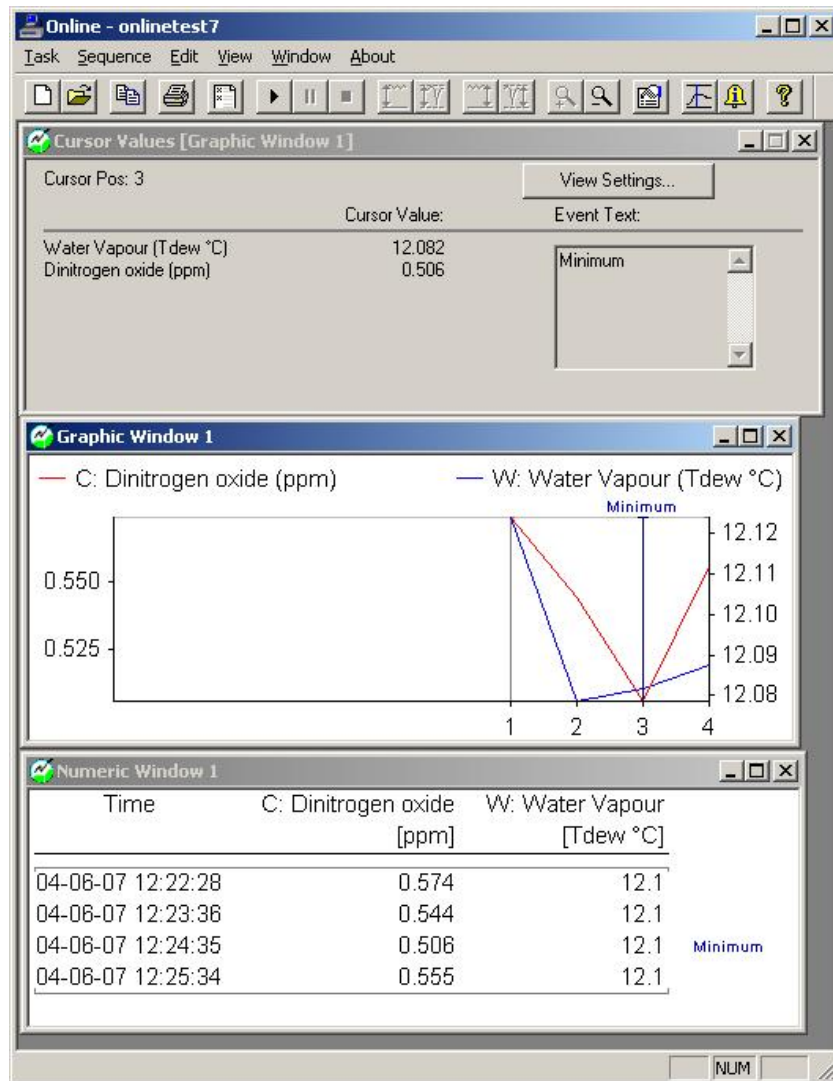 Online - onlinetest7
Task Sequence Edit View Window About
Cursor Values [Graphic Window 1]
Cursor Pos: 3 View Settings...
Cursor Value: Event Text:
Water Vapour (Tdew °C) 12.082 Minimum
Dinitrogen oxide (ppm) 0.506
Graphic Window 1
C: Dinitrogen oxide (ppm) W: Water Vapour (Tdew °C)
Minimum
12.12
0.550 12.11
12.10
0.525 12.09
12.08
1 2 3 4
Numeric Window 1
Time C: Dinitrogen oxide W: Water Vapour
[ppm] [Tdew °C]
04-06-07 12:22:28 0.574 12.1
04-06-07 12:23:36 0.544 12.1
04-06-07 12:24:35 0.506 12.1 Minimum
04-06-07 12:25:34 0.555 12.1
NUM